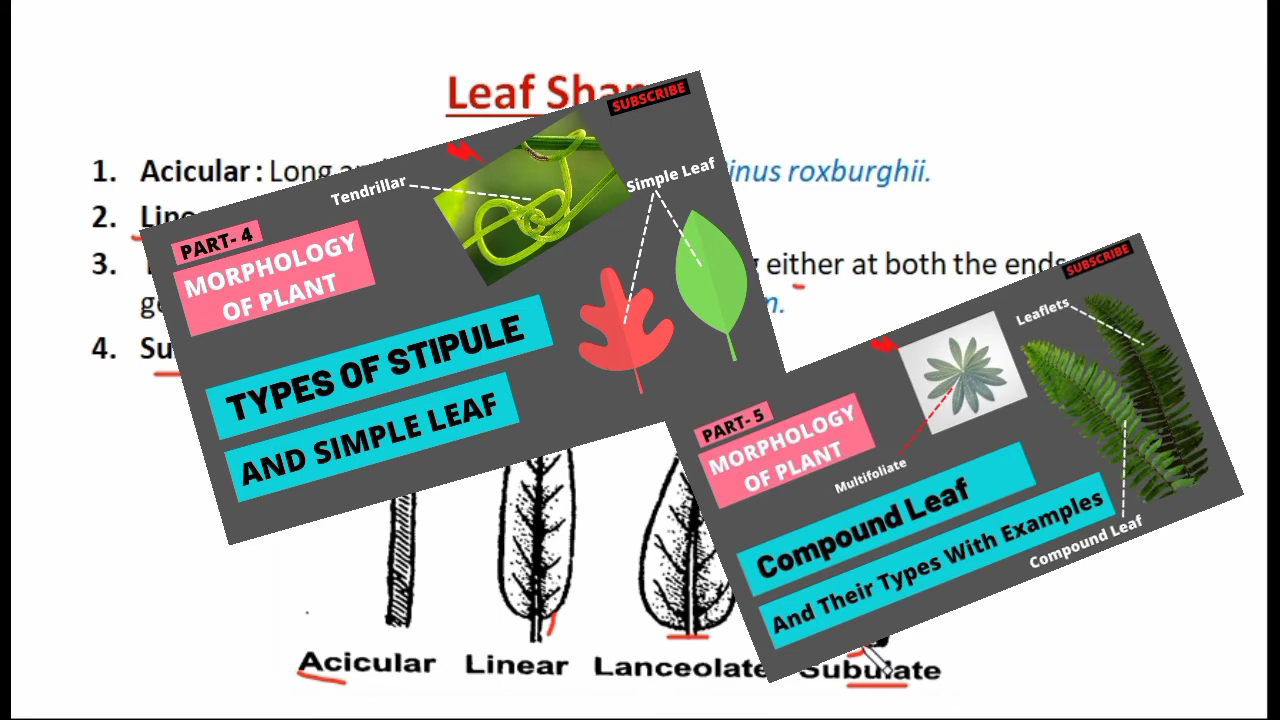 Leaf Shap
1. Acicular : Long inus roxburghii.
2. Line
3. either at both the ends
ge n.
4. Su
SUBSCRIBE
Tendrillar
Simple Leaf
PART- 4
MORPHOLOGY
OF PLANT
TYPES OF STIPULE
AND SIMPLE LEAF
SUBSCRIBE
Leaflets
PART- 5
MORPHOLOGY
OF PLANT
Multifoliate
Compound Leaf
And Their Types With Examples
Compound Leaf
Acicular Linear Lanceolate Subulate